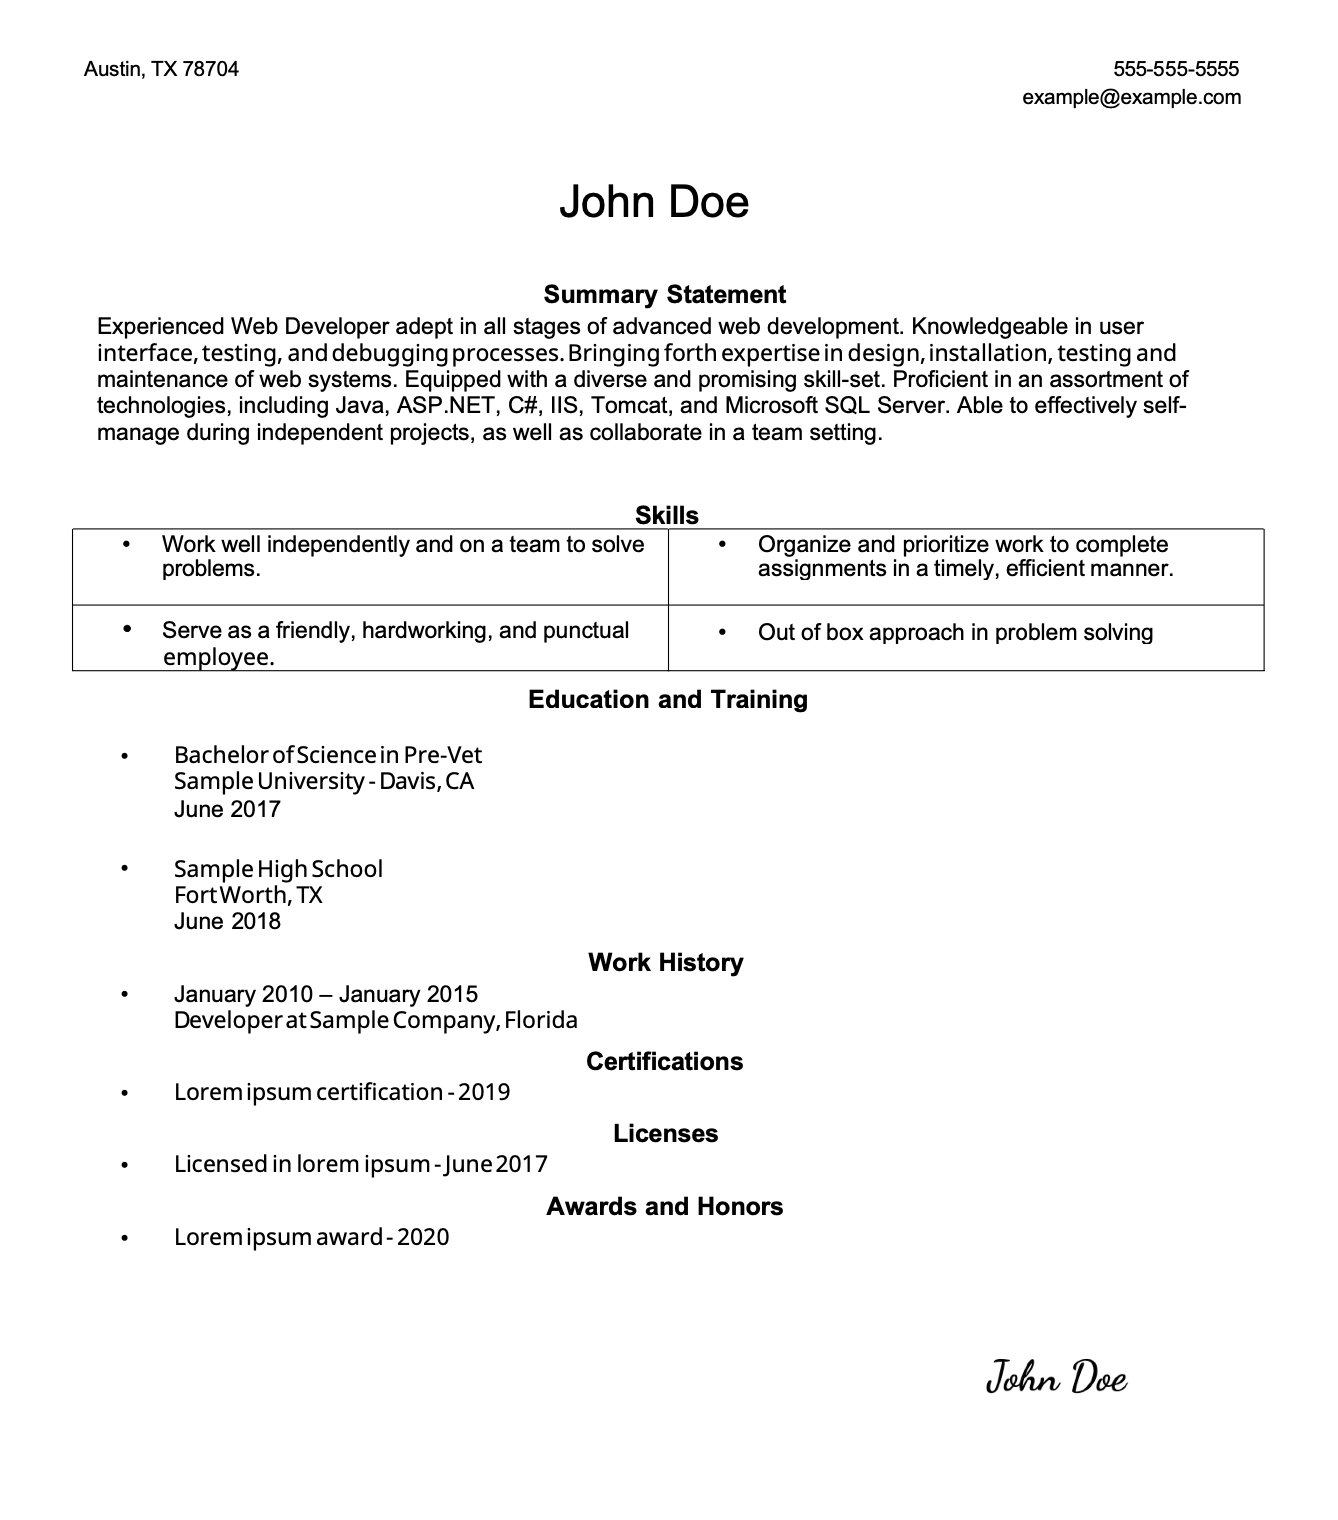 Austin, TX 78704
555-555-5555
example@example.com
John Doe
Summary Statement
Experienced Web Developer adept in all stages of advanced web development. Knowledgeable in user
interface, testing, and debugging processes. Bringing forth expertise in design, installation, testing and
maintenance of web systems. Equipped with a diverse and promising skill-set. Proficient in an assortment of
technologies, including Java, ASP.NET, C#, IIS, Tomcat, and Microsoft SQL Server. Able to effectively self-
manage during independent projects, as well as collaborate in a team setting.
Skills
• Work well independently and on a team to solve
problems.
• Organize and prioritize work to complete
assignments in a timely, efficient manner.
• Serve as a friendly, hardworking, and punctual
employee.
• Out of box approach in problem solving
Education and Training
• Bachelor of Science in Pre-Vet
Sample University - Davis, CA
June 2017
• Sample High School
Fort Worth, TX
June 2018
Work History
• January 2010 – January 2015
Developer at Sample Company, Florida
Certifications
• Lorem ipsum certification - 2019
Licenses
• Licensed in lorem ipsum - June 2017
Awards and Honors
• Lorem ipsum award - 2020
John Doe